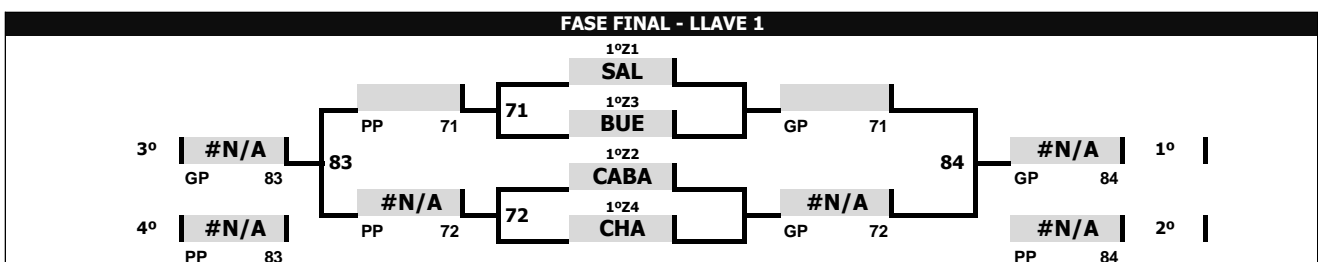 FASE FINAL - LLAVE 1
1ºZ1
SAL
71
1ºZ3
PP 71
BUE
GP 71
3º #N/A
83
1ºZ2
84
#N/A 1º
GP 83
CABA
GP 84
#N/A
72
1ºZ4
#N/A
4º #N/A
PP 72
CHA
GP 72
#N/A 2º
PP 83
PP 84